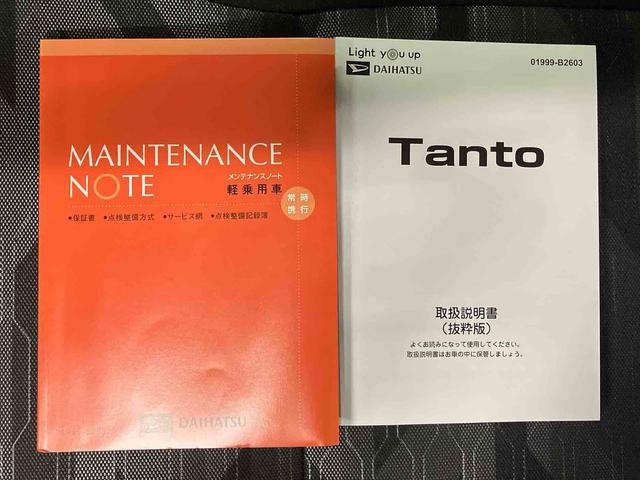 MAINTENANCE
NOTE
メンテナンスノート
軽乗用車
常時
携行
●保証書 ●点検整備方式 ●サービス網 ●点検整備記録簿
DAIHATSU
Light you up
DAIHATSU
01999-B2603
Tanto
取扱説明書
（抜粋版）
よくお読みになって使用してください。
取扱説明書はお車の中に保管しましょう。